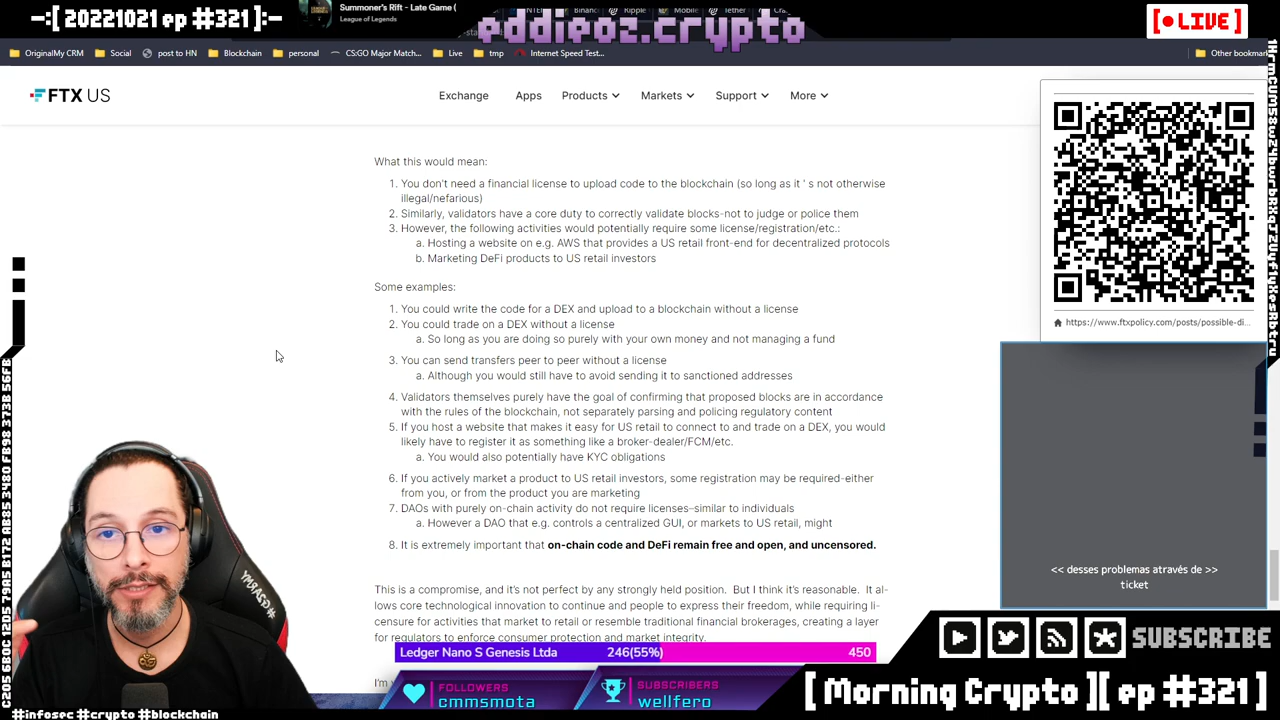 -:[ 20221021 ep #321 ]:-
Summoner's Rift - Late Game (
League of Legends
Ripple
Mobile
Tether
eddieoz.crypto
[ LIVE ]
OriginalMy CRM
Social
post to HN
Blockchain
personal
CS:GO Major Match...
Live
tmp
Internet Speed Test...
Other bookmar
FTX US
Exchange
Apps
Products
Markets
Support
More
What this would mean:
1. You don't need a financial license to upload code to the blockchain (so long as it ' s not otherwise
illegal/nefarious)
2. Similarly, validators have a core duty to correctly validate blocks-not to judge or police them
3. However, the following activities would potentially require some license/registration/etc.:
a. Hosting a website on e.g. AWS that provides a US retail front-end for decentralized protocols
b. Marketing DeFi products to US retail investors
Some examples:
1. You could write the code for a DEX and upload to a blockchain without a license
2. You could trade on a DEX without a license
a. So long as you are doing so purely with your own money and not managing a fund
3. You can send transfers peer to peer without a license
a. Although you would still have to avoid sending it to sanctioned addresses
4. Validators themselves purely have the goal of confirming that proposed blocks are in accordance
with the rules of the blockchain, not separately parsing and policing regulatory content
5. If you host a website that makes it easy for US retail to connect to and trade on a DEX, you would
likely have to register it as something like a broker-dealer/FCM/etc.
a. You would also potentially have KYC obligations
6. If you actively market a product to US retail investors, some registration may be required-either
from you, or from the product you are marketing
7. DAOs with purely on-chain activity do not require licenses–similar to individuals
a. However a DAO that e.g. controls a centralized GUI, or markets to US retail, might
8. It is extremely important that on-chain code and DeFi remain free and open, and uncensored.
This is a compromise, and it's not perfect by any strongly held position. But I think it's reasonable. It al-
lows core technological innovation to continue and people to express their freedom, while requiring li-
censure for activities that market to retail or resemble traditional financial brokerages, creating a layer
for regulators to enforce consumer protection and market integrity.
https://www.ftxpolicy.com/posts/possible-di...
<< desses problemas através de >>
ticket
Ledger Nano S Genesis Ltda
246(55%)
450
FOLLOWERS
cmmsmota
SUBSCRIBERS
wellfero
SUBSCRIBE
[ Morning Crypto ][ ep #321 ]
#infosec #crypto #blockchain